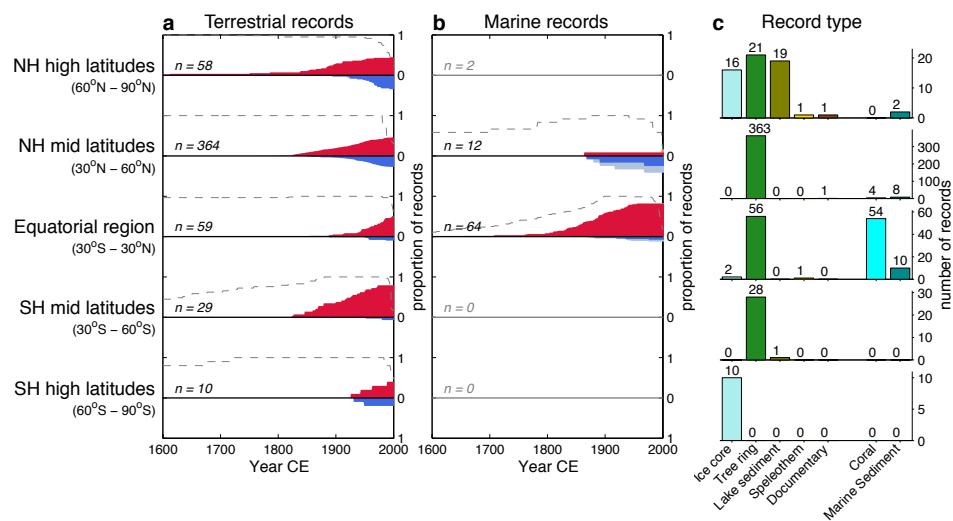 a Terrestrial records
b Marine records
c Record type
NH high latitudes
(60°N – 90°N)
n = 58
n = 2
1
0
1
0
16
21
19
1
1
0
2
20
10
0
NH mid latitudes
(30°N – 60°N)
n = 364
n = 12
1
0
1
0
0
363
0
0
1
4
8
300
200
100
0
Equatorial region
(30°S – 30°N)
n = 59
n = 64
1
0
1
0
2
56
0
1
0
54
10
60
40
20
0
SH mid latitudes
(30°S – 60°S)
n = 29
n = 0
1
0
1
0
0
28
1
0
0
0
0
30
20
10
0
SH high latitudes
(60°S – 90°S)
n = 10
n = 0
1
0
1
1
0
1
10
0
0
0
0
0
0
10
5
0
proportion of records
proportion of records
number of records
1600 1700 1800 1900 2000
Year CE
1600 1700 1800 1900 2000
Year CE
Ice core
Tree ring
Lake sediment
Speleothem
Documentary
Coral
Marine Sediment